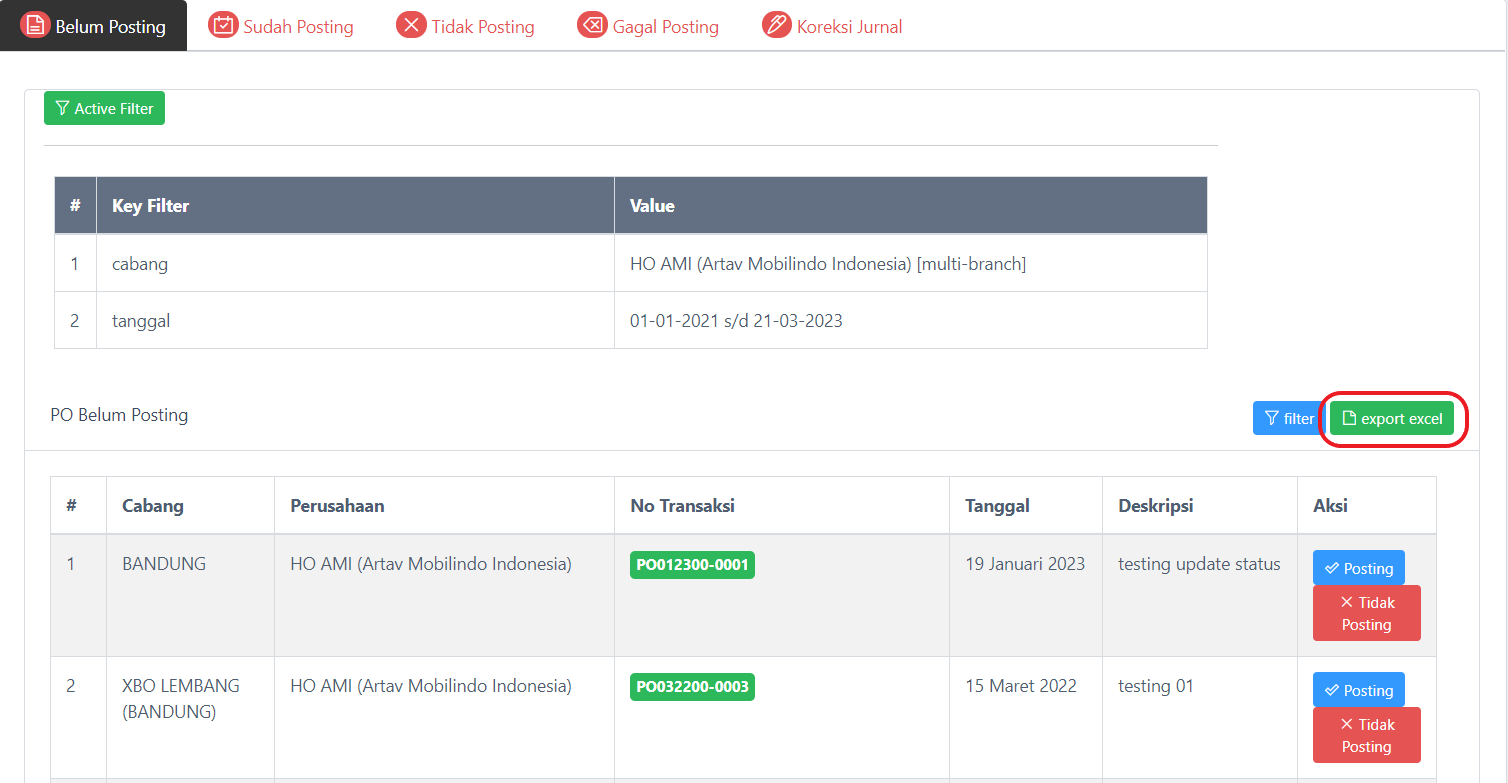 Belum Posting Sudah Posting Tidak Posting Gagal Posting Koreksi Jurnal
Active Filter
# Key Filter Value
1 cabang HO AMI (Artav Mobilindo Indonesia) [multi-branch]
2 tanggal 01-01-2021 s/d 21-03-2023
PO Belum Posting filter export excel
# Cabang Perusahaan No Transaksi Tanggal Deskripsi Aksi
1 BANDUNG HO AMI (Artav Mobilindo Indonesia) PO012300-0001 19 Januari 2023 testing update status Posting
Tidak
Posting
2 XBO LEMBANG HO AMI (Artav Mobilindo Indonesia) PO032200-0003 15 Maret 2022 testing 01 Posting
(BANDUNG) Tidak
Posting